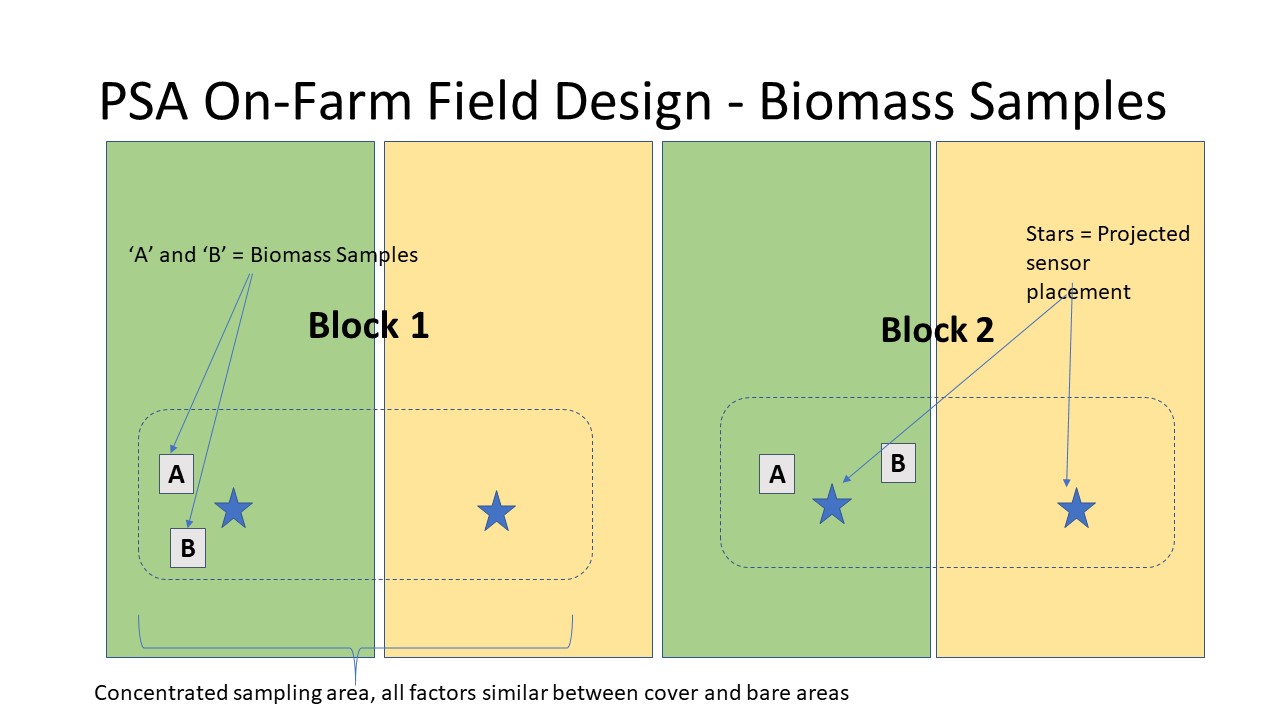 PSA On-Farm Field Design - Biomass Samples
‘A’ and ‘B’ = Biomass Samples
Block 1
A
B
Stars = Projected
sensor
placement
Block 2
A
B
Concentrated sampling area, all factors similar between cover and bare areas